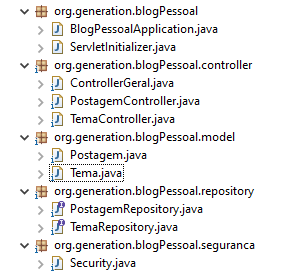 org.generation.blogPessoal
BlogPessoalApplication.java
ServletInitializer.java
org.generation.blogPessoal.controller
ControllerGeral.java
PostagemController.java
TemaController.java
org.generation.blogPessoal.model
Postagem.java
Tema.java
org.generation.blogPessoal.repository
PostagemRepository.java
TemaRepository.java
org.generation.blogPessoal.seguranca
Security.java